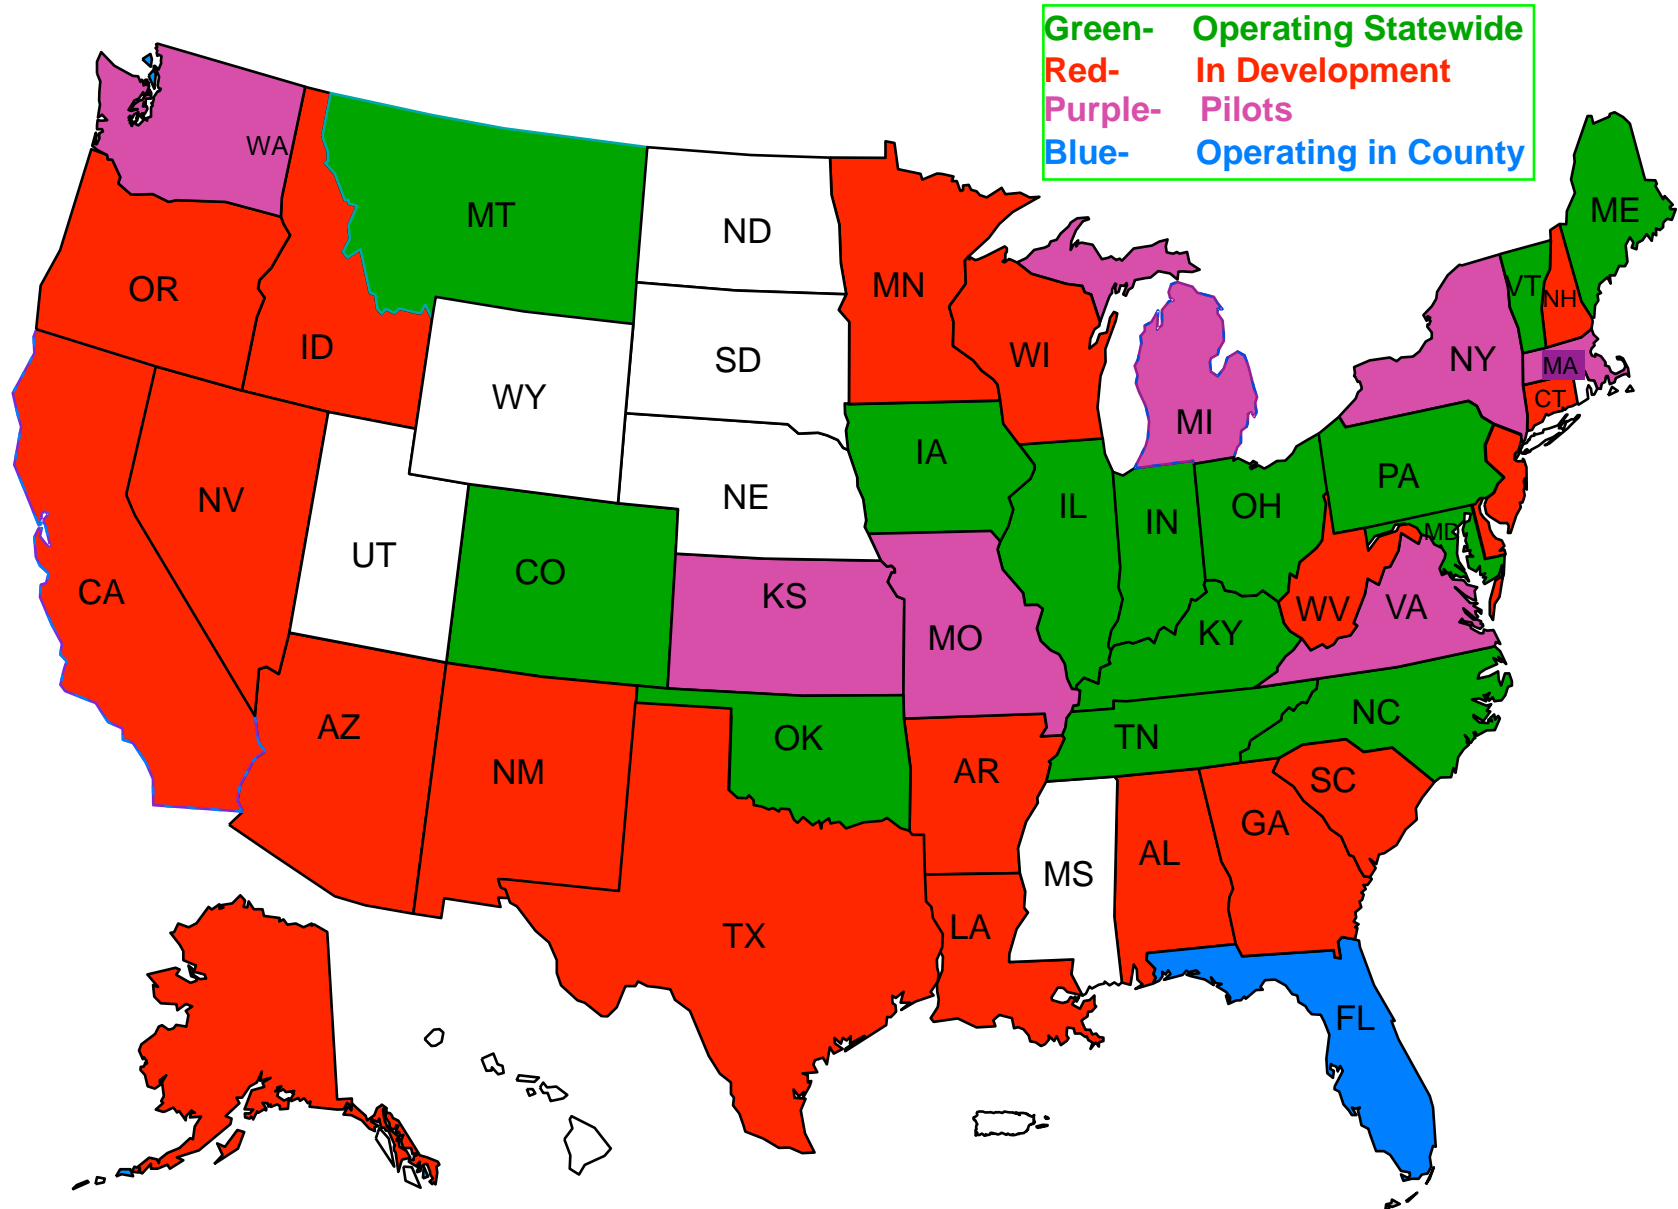 Green- Operating Statewide
Red- In Development
Purple- Pilots
Blue- Operating in County
WA
MT
ND
ME
OR
MN
VT
NH
ID
SD
WI
NY
MA
WY
CT
MI
IA
PA
NV
NE
IL
IN
OH
MD
UT
CO
CA
KS
WV
VA
MO
KY
AZ
OK
TN
NC
NM
AR
SC
GA
MS
AL
TX
LA
FL